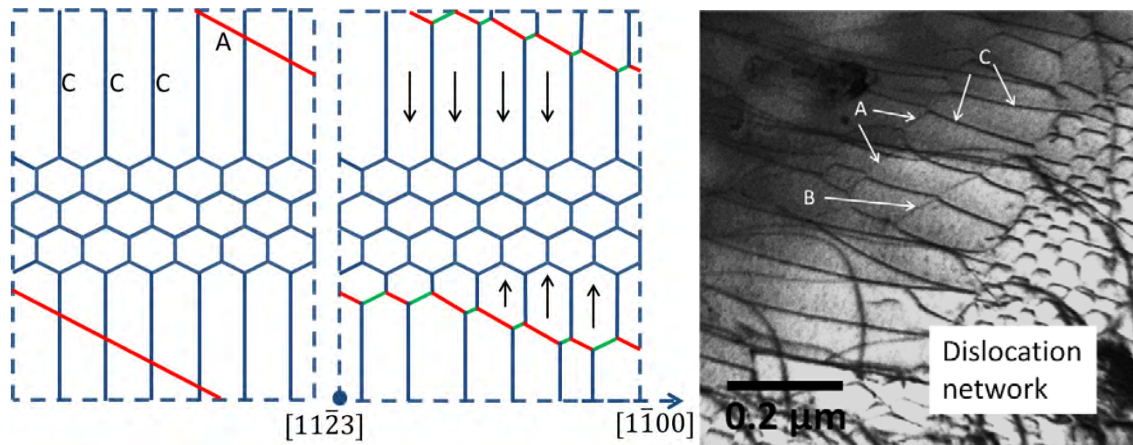 A
C C C
[11$\bar{2}$3]
[1$\bar{1}$00]
C
A
B
Dislocation
network
0.2 µm